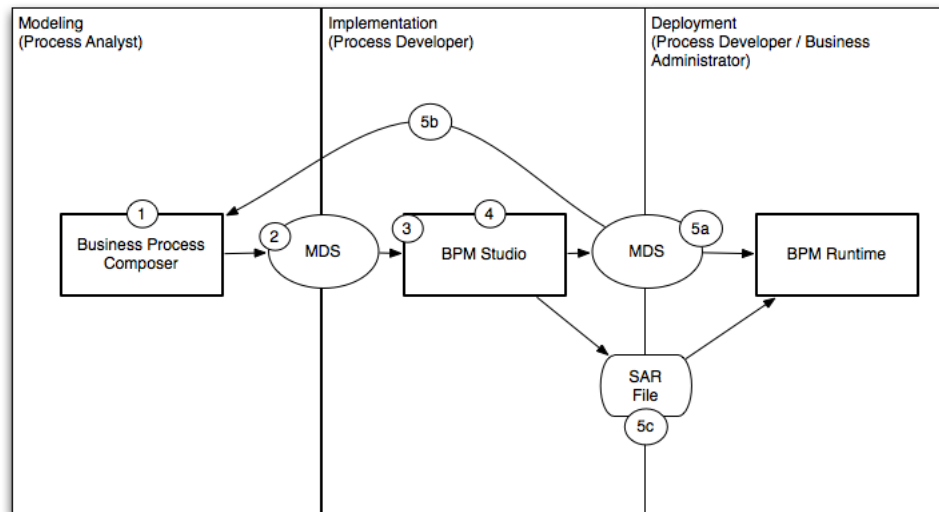 Modeling
(Process Analyst)
Implementation
(Process Developer)
Deployment
(Process Developer / Business
Administrator)
5b
1
Business Process
Composer
2
MDS
3
4
BPM Studio
MDS
5a
BPM Runtime
SAR
File
5c